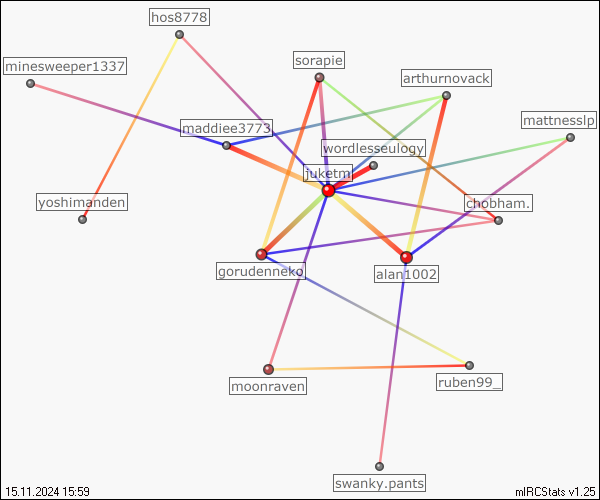 hos8778
minesweeper1337
sorapie
arthurnovack
mattnesslp
maddiee3773
wordlesseulogy
juketm
yoshimanden
chobham.
gorudenneko
alan1002
moonraven
ruben99_
swanky.pants
15.11.2024 15:59
mIRCStats v1.25